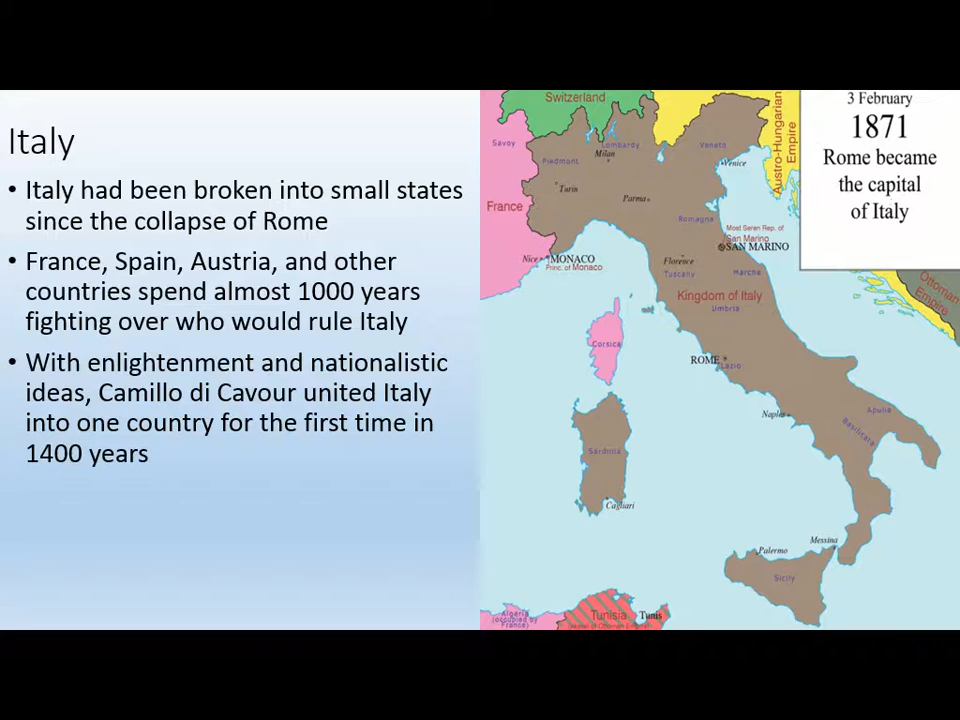 Italy
• Italy had been broken into small states
since the collapse of Rome
• France, Spain, Austria, and other
countries spend almost 1000 years
fighting over who would rule Italy
• With enlightenment and nationalistic
ideas, Camillo di Cavour united Italy
into one country for the first time in
1400 years
3 February
1871
Rome became
the capital
of Italy
Switzerland
Austro-Hungarian
Empire
Savoy
Lombardy
Veneto
Milan
Piedmont
Venice
Turin
Parma
France
Romagna
Most Seren Rep. of
San Marino
SAN MARINO
Nice
MONACO
Princ. of Monaco
Florence
Tuscany
Marche
Ottoman
Empire
Kingdom of Italy
Umbria
Corsica
ROME
Lazio
Naples
Apulia
Basilicata
Sardinia
Cagliari
Messina
Palermo
Sicily
Algeria
(occupied by
France)
Tunisia
Tunis